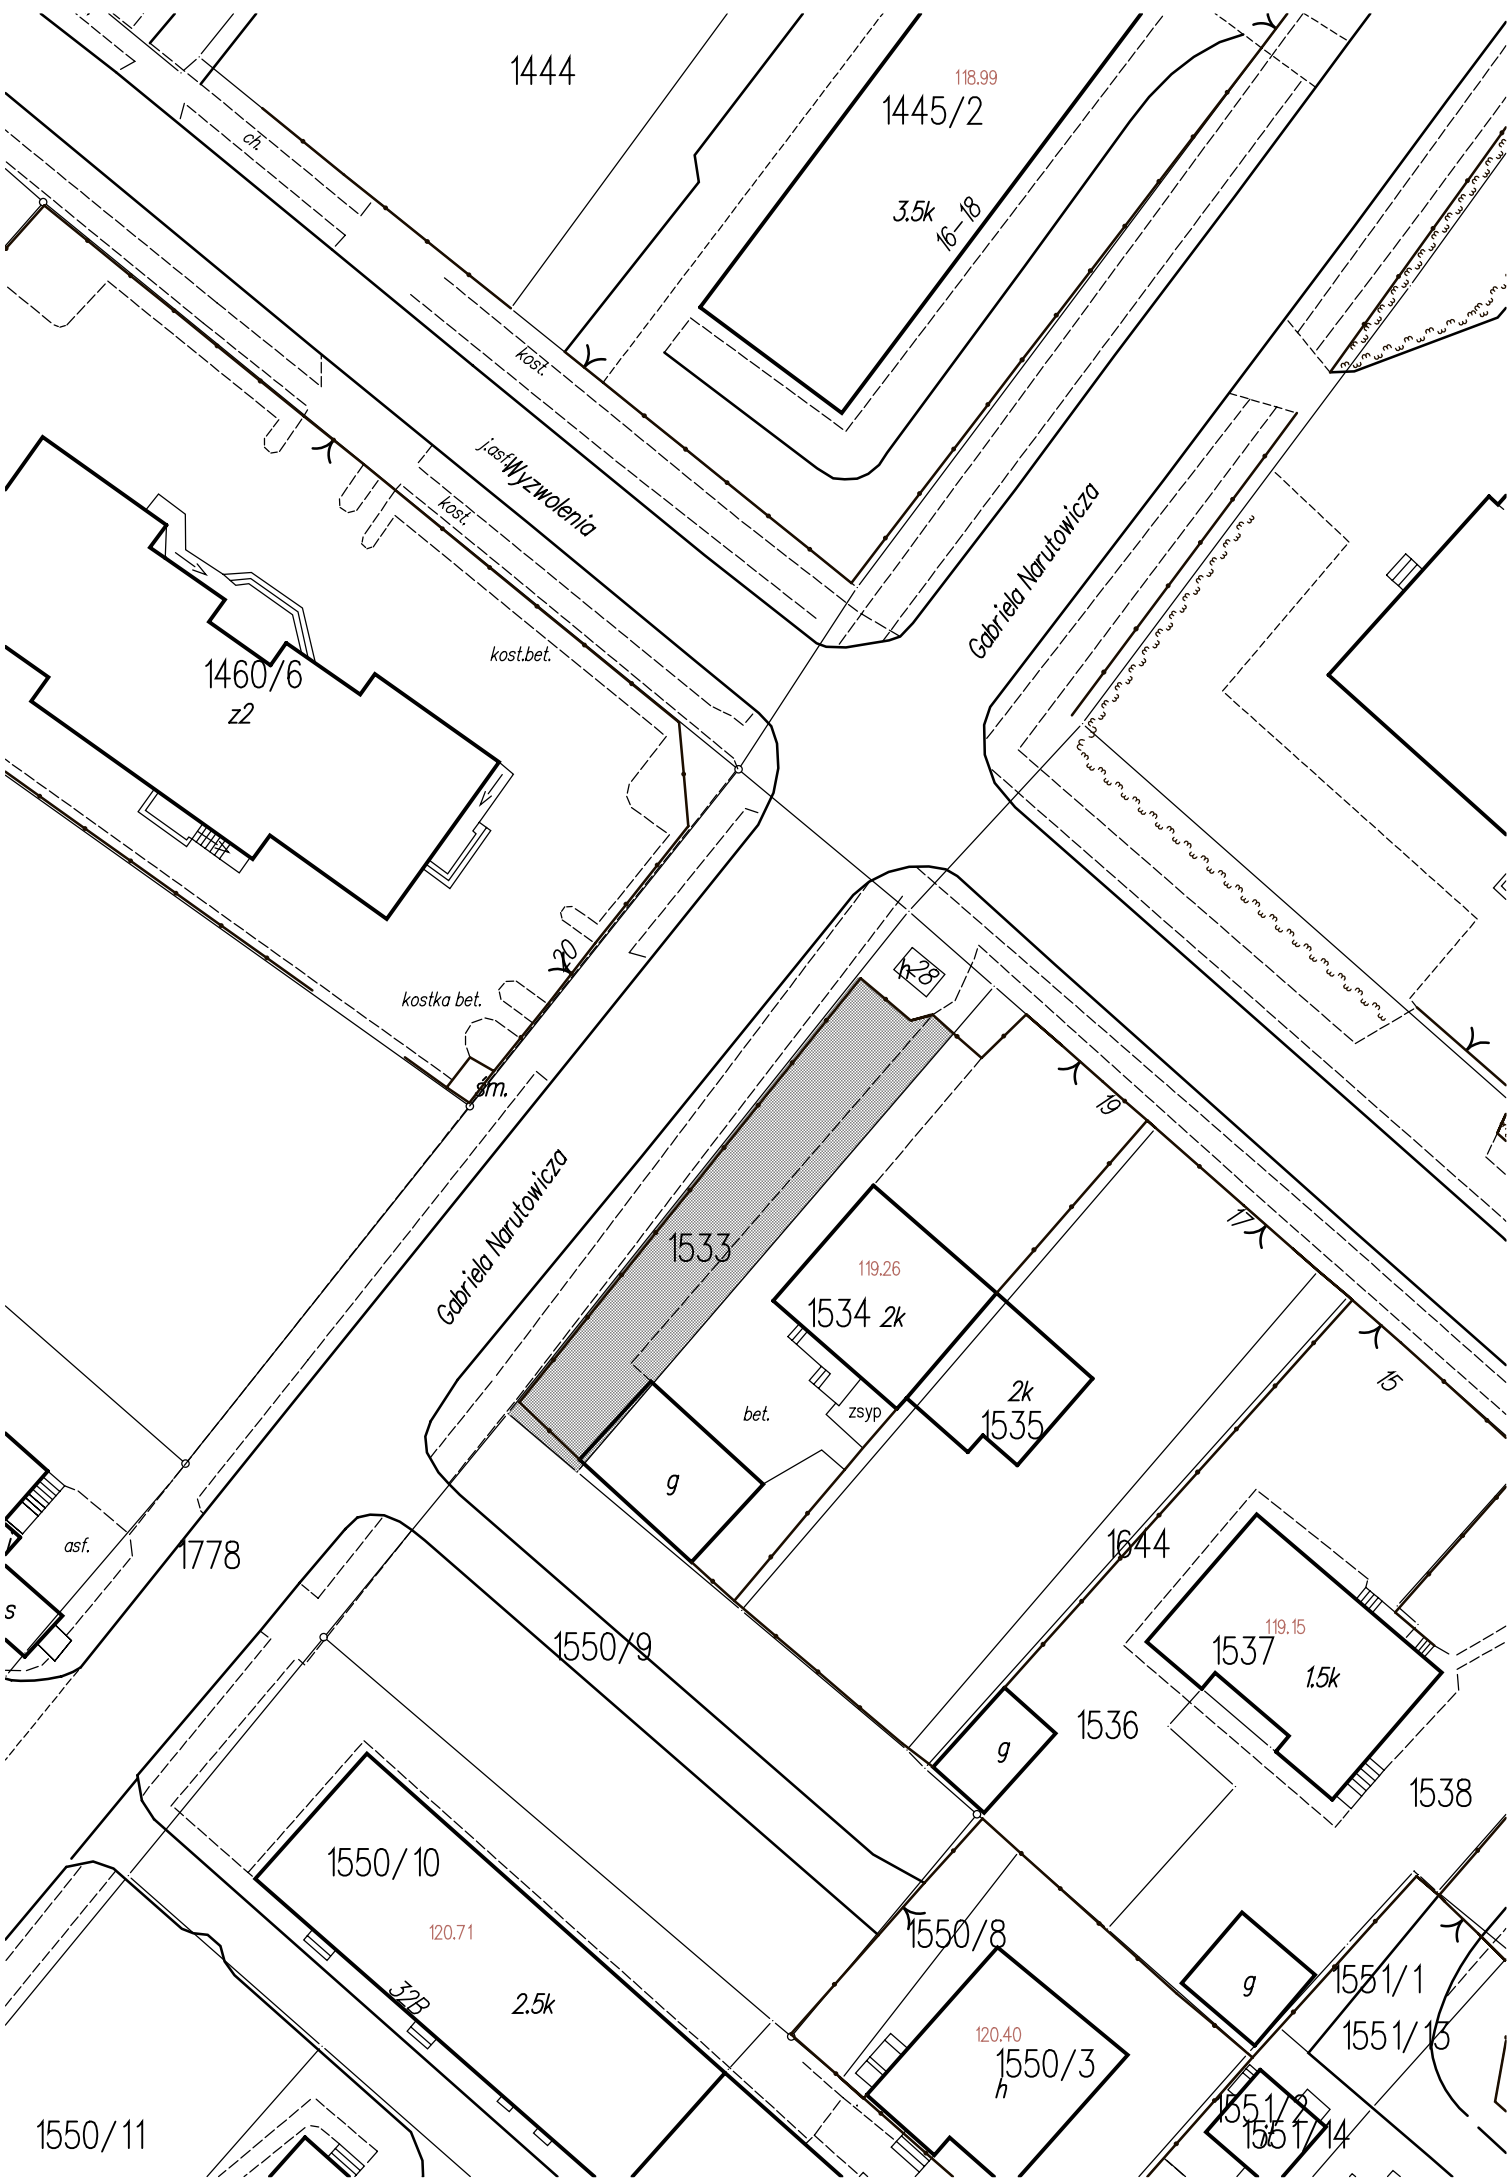 1444
118.99
1445/2
ch.
3.5k
16-18
kost.
j.asf.
Wyzwolenia
kost.
Gabriela Narutowicza
kost.bet.
1460/6
z2
20
28
kostka bet.
śm.
19
Gabriela Narutowicza
1533
17
119.26
1534 2k
2k
15
bet.
zsyp
1535
g
asf.
1778
1644
s
1550/9
119.15
1537
1.5k
1536
g
1538
1550/10
120.71
1550/8
32B
2.5k
g
1551/1
120.40
1551/13
1550/3
h
1551/2
1550/11
1551/14